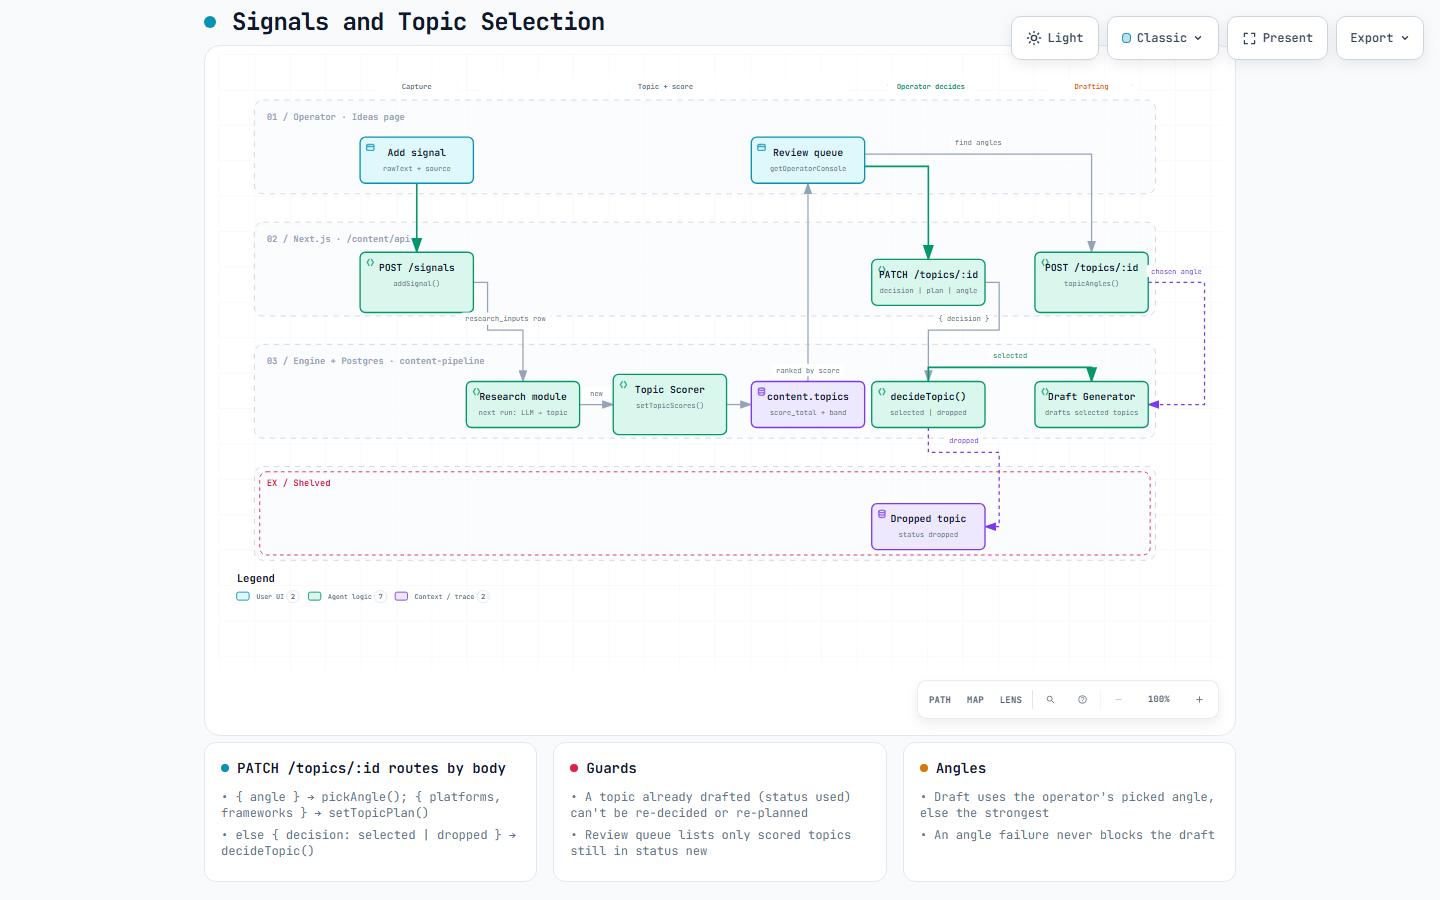 Signals and Topic Selection
Light
Classic
Present
Export
Capture
Topic + score
Operator decides
Drafting
01 / Operator · Ideas page
Add signal
rawText + source
Review queue
getOperatorConsole
find angles
02 / Next.js · /content/api
POST /signals
addSignal()
PATCH /topics/:id
decision | plan | angle
POST /topics/:id
topicAngles()
chosen angle
research_inputs row
{ decision }
03 / Engine + Postgres · content-pipeline
selected
ranked by score
Research module
next run: LLM → topic
new
Topic Scorer
setTopicScores()
content.topics
score_total + band
decideTopic()
selected | dropped
Draft Generator
drafts selected topics
dropped
EX / Shelved
Dropped topic
status dropped
Legend
User UI 2
Agent logic 7
Context / trace 2
PATH
MAP
LENS
− 100% +
PATCH /topics/:id routes by body
• { angle } → pickAngle(); { platforms,
frameworks } → setTopicPlan()
• else { decision: selected | dropped } →
decideTopic()
Guards
• A topic already drafted (status used)
can't be re-decided or re-planned
• Review queue lists only scored topics
still in status new
Angles
• Draft uses the operator's picked angle,
else the strongest
• An angle failure never blocks the draft